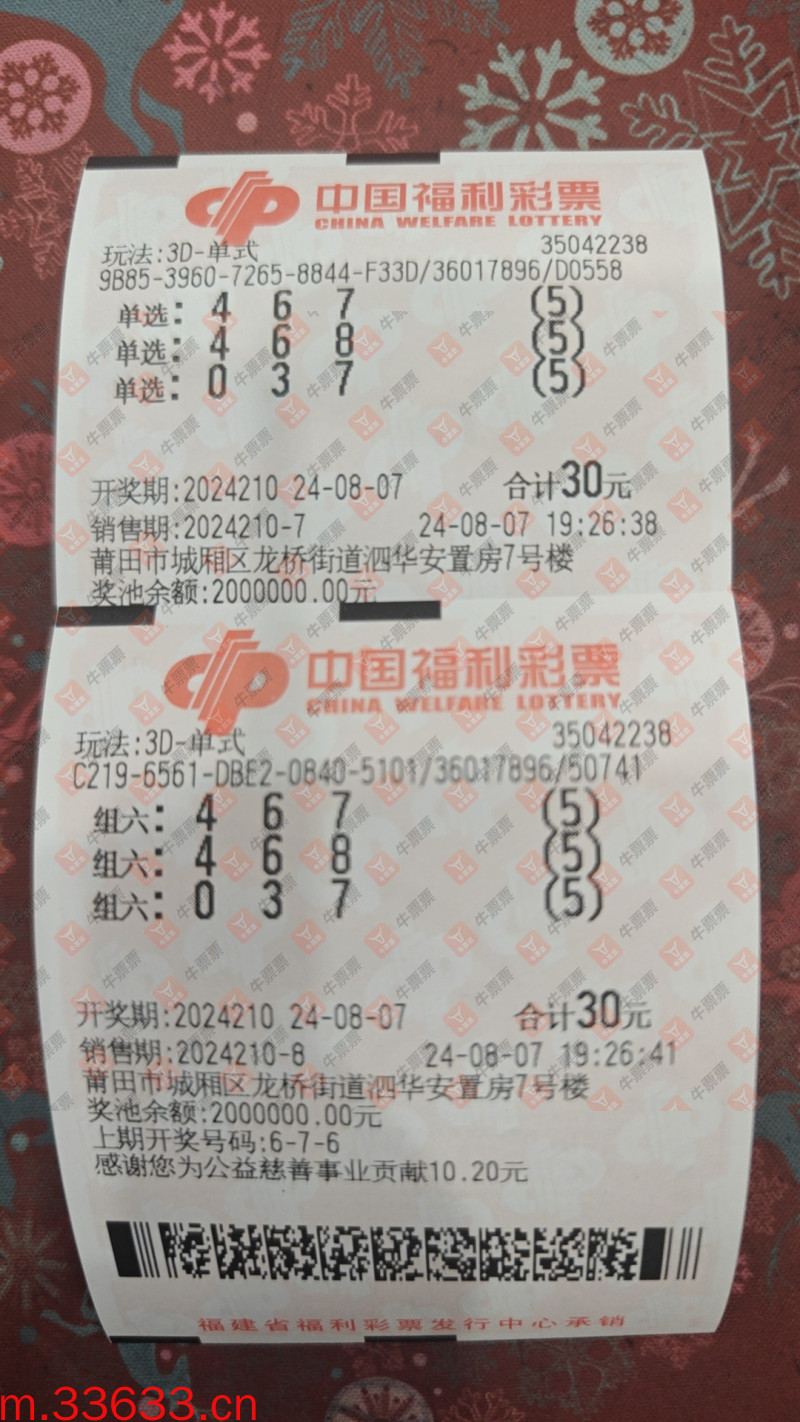 中国福利彩票
CHINA WELFARE LOTTERY
玩法:3D-单式 35042238
9B85-3960-7265-8844-F33D/36017896/D0558
单选: 4 6 7 (5)
单选: 4 6 8 (5)
单选: 0 3 7 (5)
开奖期:2024210 24-08-07 合计30元
销售期:2024210-7 24-08-07 19:26:38
莆田市城厢区龙桥街道泗华安置房7号楼
奖池余额:2000000.00元
中国福利彩票
CHINA WELFARE LOTTERY
玩法:3D-单式 35042238
C219-6561-DBE2-0840-5101/36017896/50741
组六: 4 6 7 (5)
组六: 4 6 8 (5)
组六: 0 3 7 (5)
开奖期:2024210 24-08-07 合计30元
销售期:2024210-8 24-08-07 19:26:41
莆田市城厢区龙桥街道泗华安置房7号楼
奖池余额:2000000.00元
上期开奖号码:6-7-6
感谢您为公益慈善事业贡献10.20元
福建省福利彩票发行中心承销
牛票票
m.33633.cn